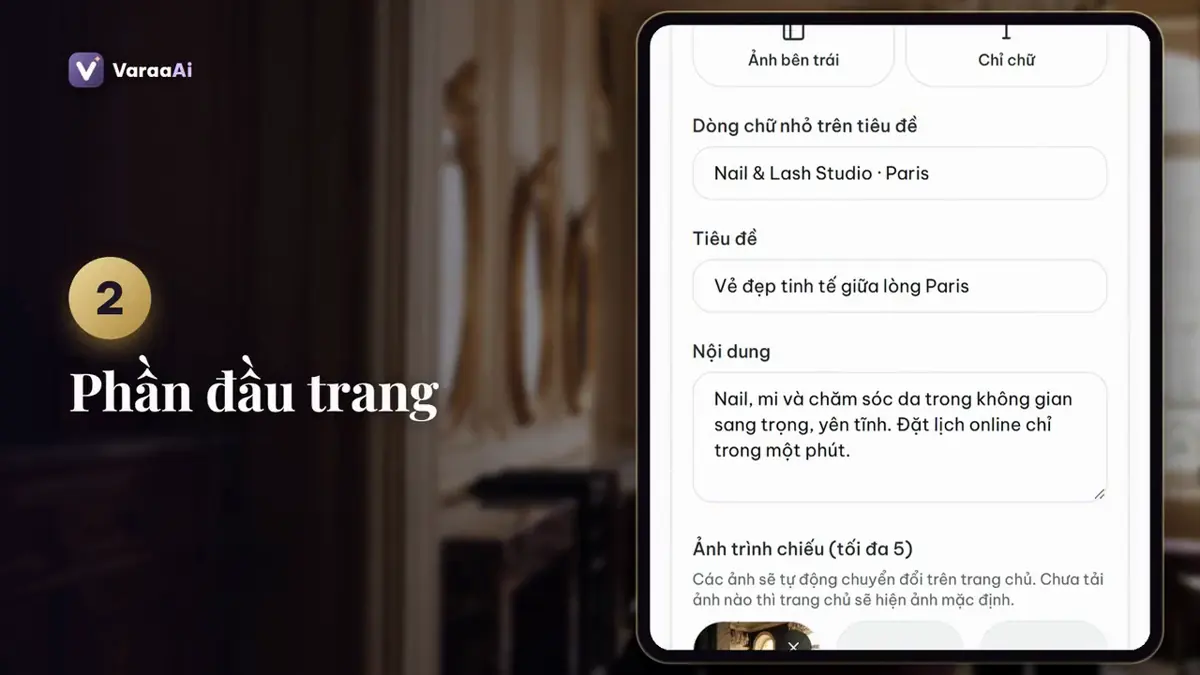 VaraaAi
2
Phần đầu trang
Ảnh bên trái
Chỉ chữ
Dòng chữ nhỏ trên tiêu đề
Nail & Lash Studio · Paris
Tiêu đề
Vẻ đẹp tinh tế giữa lòng Paris
Nội dung
Nail, mi và chăm sóc da trong không gian
sang trọng, yên tĩnh. Đặt lịch online chỉ
trong một phút.
Ảnh trình chiếu (tối đa 5)
Các ảnh sẽ tự động chuyển đổi trên trang chủ. Chưa tải
ảnh nào thì trang chủ sẽ hiện ảnh mặc định.